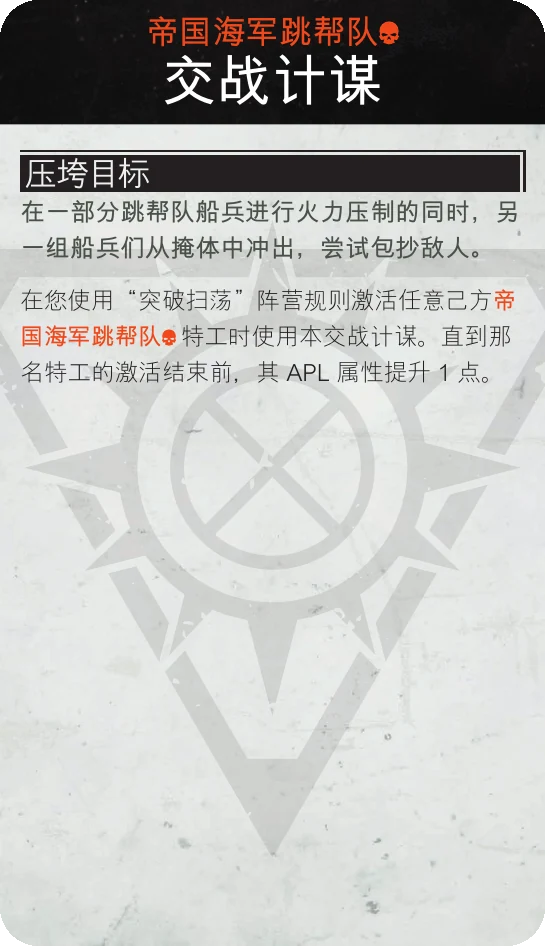 帝国海军跳帮队
交战计谋
压垮目标
在一部分跳帮队船兵进行火力压制的同时，另
一组船兵们从掩体中冲出，尝试包抄敌人。
在您使用“突破扫荡”阵营规则激活任意己方帝
国海军跳帮队特工时使用本交战计谋。直到那
名特工的激活结束前，其 APL 属性提升 1 点。